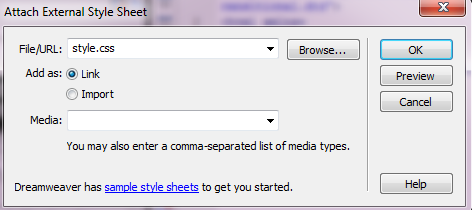 Attach External Style Sheet
File/URL: style.css Browse... OK
Add as: Link Preview
Import Cancel
Media:
You may also enter a comma-separated list of media types.
Dreamweaver has sample style sheets to get you started. Help